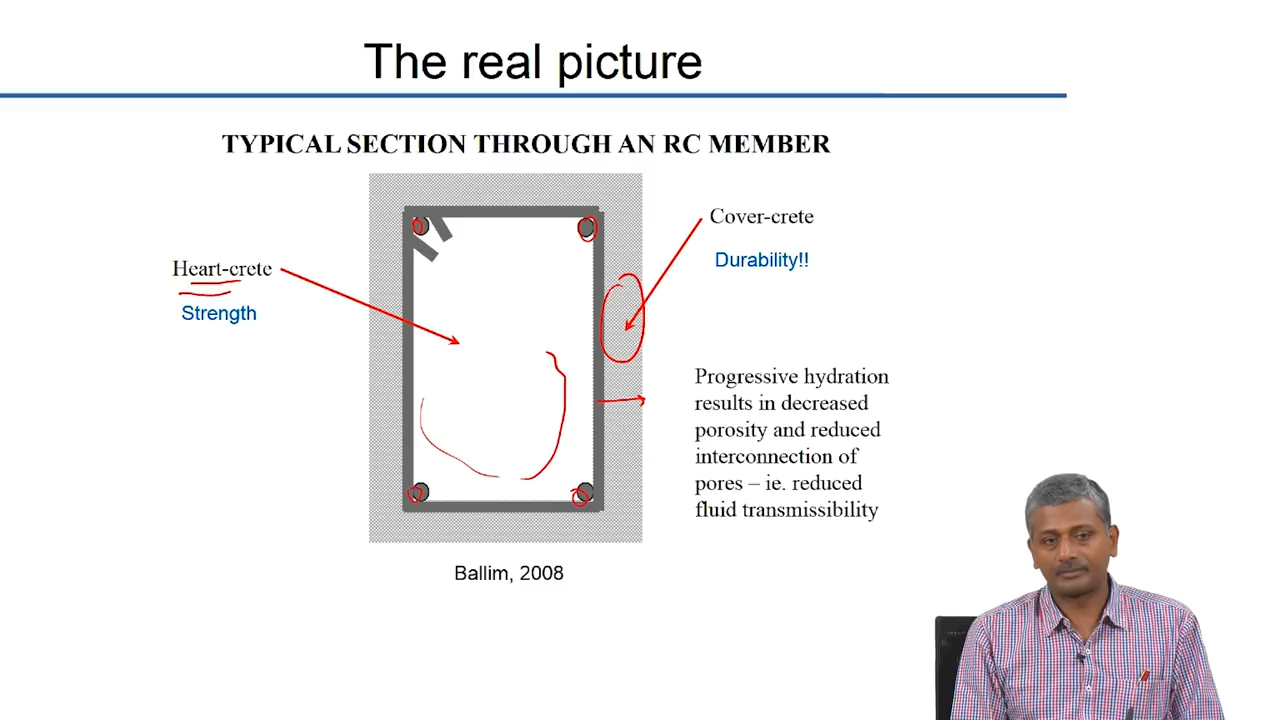 The real picture
TYPICAL SECTION THROUGH AN RC MEMBER
Cover-crete
Durability!!
Heart-crete
Strength
Progressive hydration
results in decreased
porosity and reduced
interconnection of
pores – ie. reduced
fluid transmissibility
Ballim, 2008